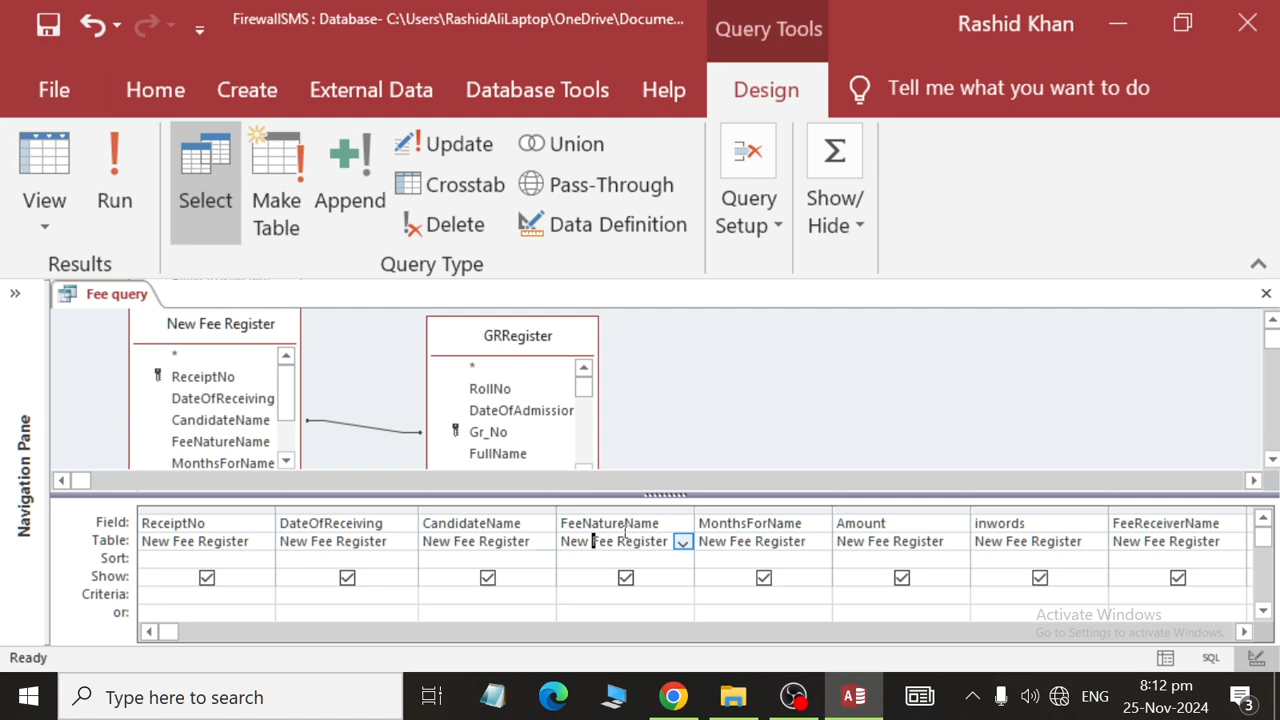 FirewallSMS : Database- C:\Users\RashidAliLaptop\OneDrive\Docume...
Query Tools
Rashid Khan
File
Home
Create
External Data
Database Tools
Help
Design
Tell me what you want to do
View
Run
Select
Make Table
Append
Update
Crosstab
Delete
Union
Pass-Through
Data Definition
Query Setup
Show/ Hide
Results
Query Type
Fee query
Navigation Pane
New Fee Register
*
ReceiptNo
DateOfReceiving
CandidateName
FeeNatureName
MonthsForName
GRRegister
*
RollNo
DateOfAdmission
Gr_No
FullName
Field: ReceiptNo DateOfReceiving CandidateName FeeNatureName MonthsForName Amount inwords FeeReceiverName
Table: New Fee Register New Fee Register New Fee Register New Fee Register New Fee Register New Fee Register New Fee Register New Fee Register
Sort:
Show:
Criteria:
or:
Activate Windows
Go to Settings to activate Windows.
Ready
SQL
Type here to search
ENG
8:12 pm
25-Nov-2024
3